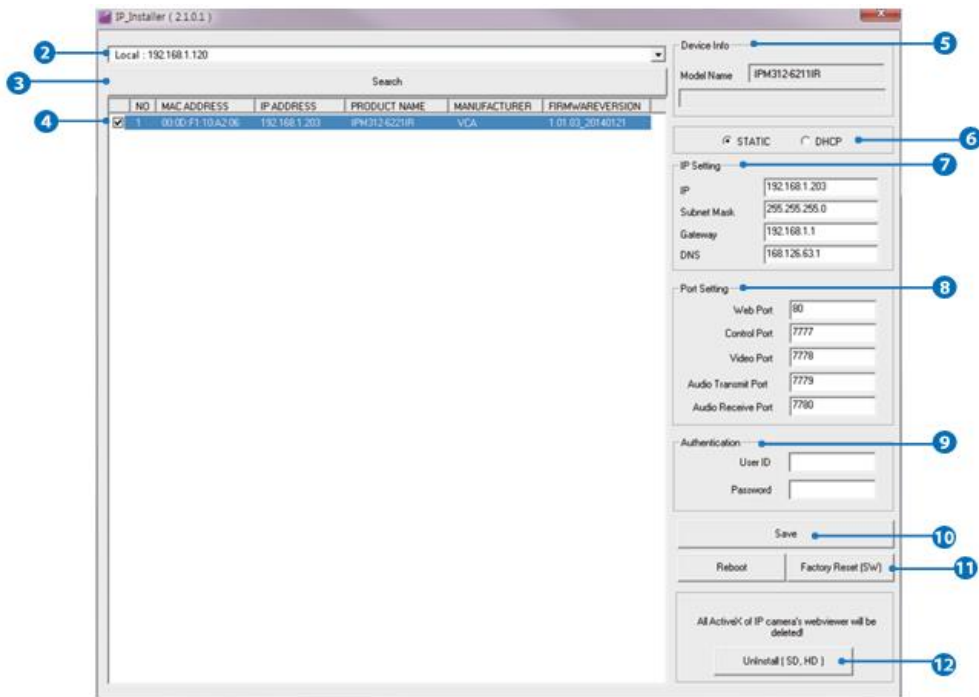 IP_Installer ( 2.1.0.1 )
2
Local : 192.168.1.120
3
Search
NO MAC ADDRESS IP ADDRESS PRODUCT NAME MANUFACTURER FIRMWAREVERSION
4
1 00:0D:F1:10:A2:06 192.168.1.203 IPM312-6221IR VCA 1.01.03_20140121
Device Info
5
Model Name IPM312-6211IR
STATIC DHCP
6
IP Setting
7
IP 192.168.1.203
Subnet Mask 255.255.255.0
Gateway 192.168.1.1
DNS 168.126.63.1
Port Setting
8
Web Port 80
Control Port 7777
Video Port 7778
Audio Transmit Port 7779
Audio Receive Port 7780
Authentication
9
User ID
Password
Save
10
Reboot Factory Reset (SW)
11
All ActiveX of IP camera's webviewer will be
deleted!
UnInstall ( SD, HD )
12